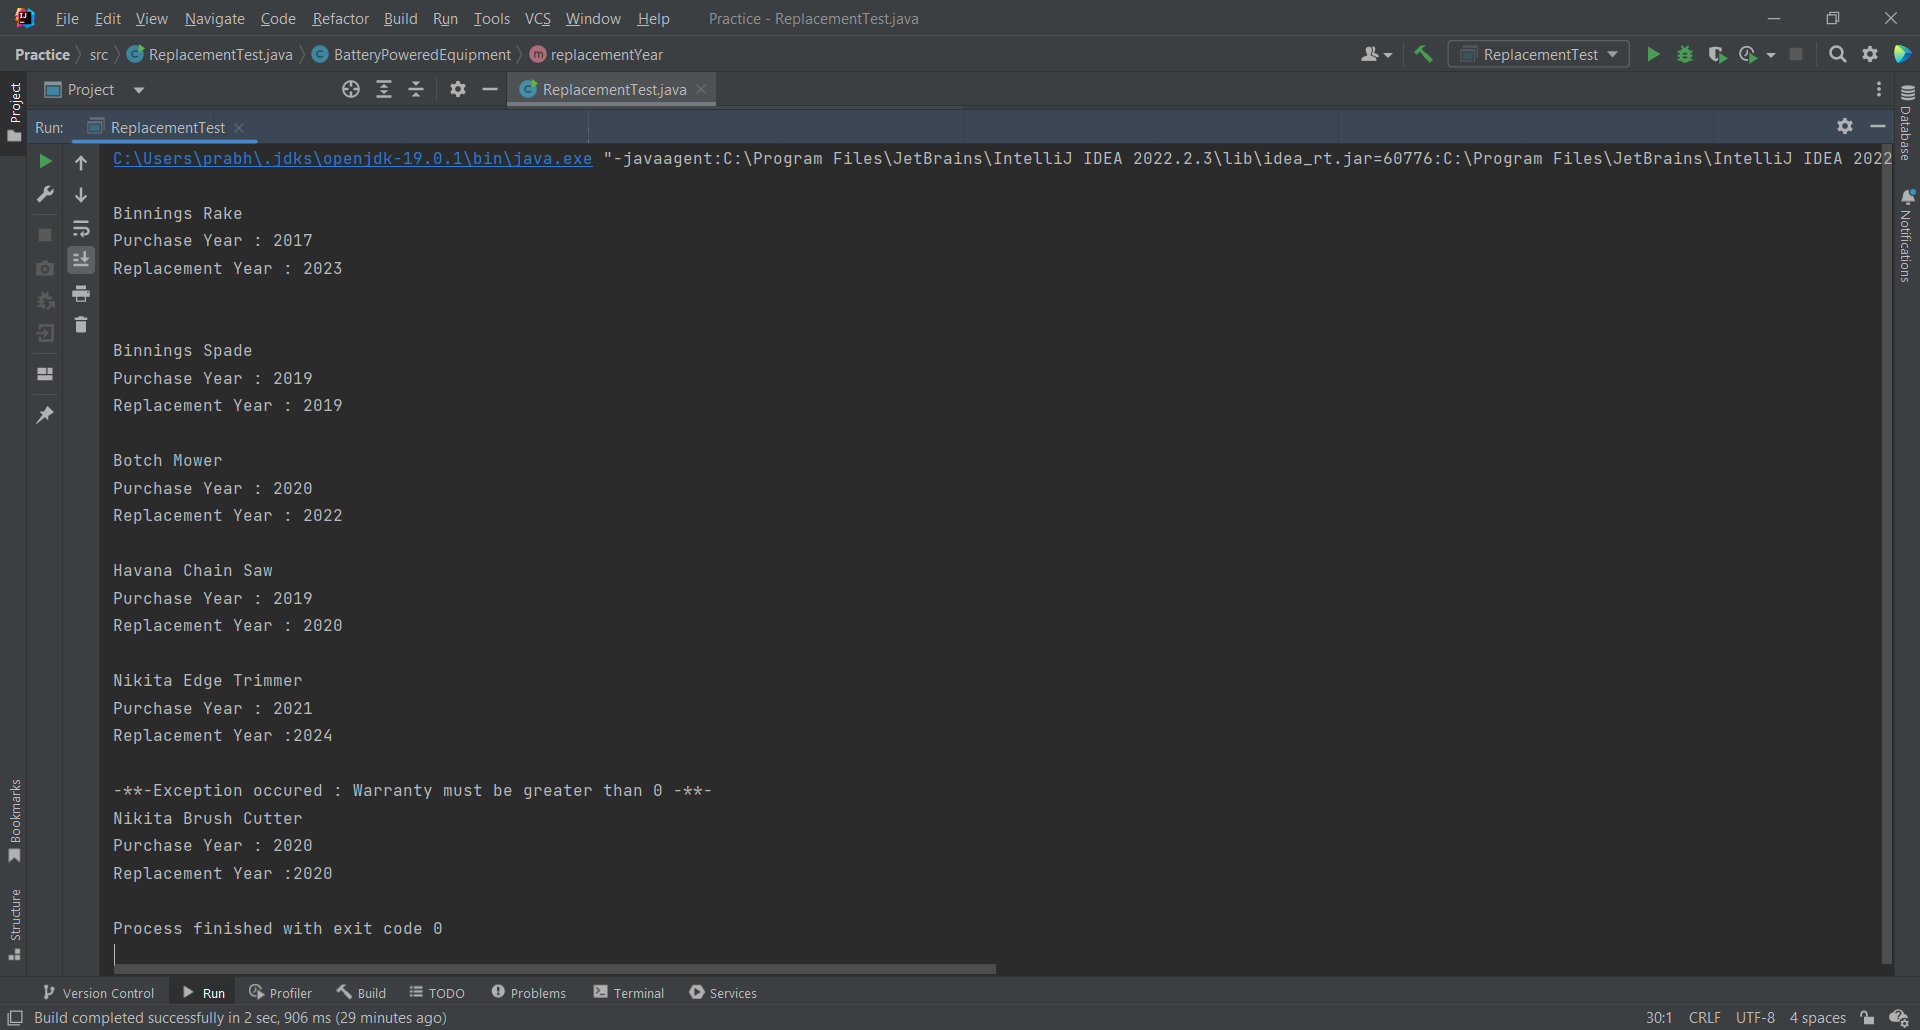 File Edit View Navigate Code Refactor Build Run Tools VCS Window Help Practice - ReplacementTest.java
Practice src ReplacementTest.java BatteryPoweredEquipment replacementYear ReplacementTest
Project ReplacementTest.java
Run: ReplacementTest
C:\Users\prabh\.jdks\openjdk-19.0.1\bin\java.exe "-javaagent:C:\Program Files\JetBrains\IntelliJ IDEA 2022.2.3\lib\idea_rt.jar=60776:C:\Program Files\JetBrains\IntelliJ IDEA 2022
Binnings Rake
Purchase Year : 2017
Replacement Year : 2023
Binnings Spade
Purchase Year : 2019
Replacement Year : 2019
Botch Mower
Purchase Year : 2020
Replacement Year : 2022
Havana Chain Saw
Purchase Year : 2019
Replacement Year : 2020
Nikita Edge Trimmer
Purchase Year : 2021
Replacement Year :2024
-**-Exception occured : Warranty must be greater than 0 -**-
Nikita Brush Cutter
Purchase Year : 2020
Replacement Year :2020
Process finished with exit code 0
Project
Bookmarks
Structure
Database
Notifications
Version Control Run Profiler Build TODO Problems Terminal Services
Build completed successfully in 2 sec, 906 ms (29 minutes ago) 30:1 CRLF UTF-8 4 spaces